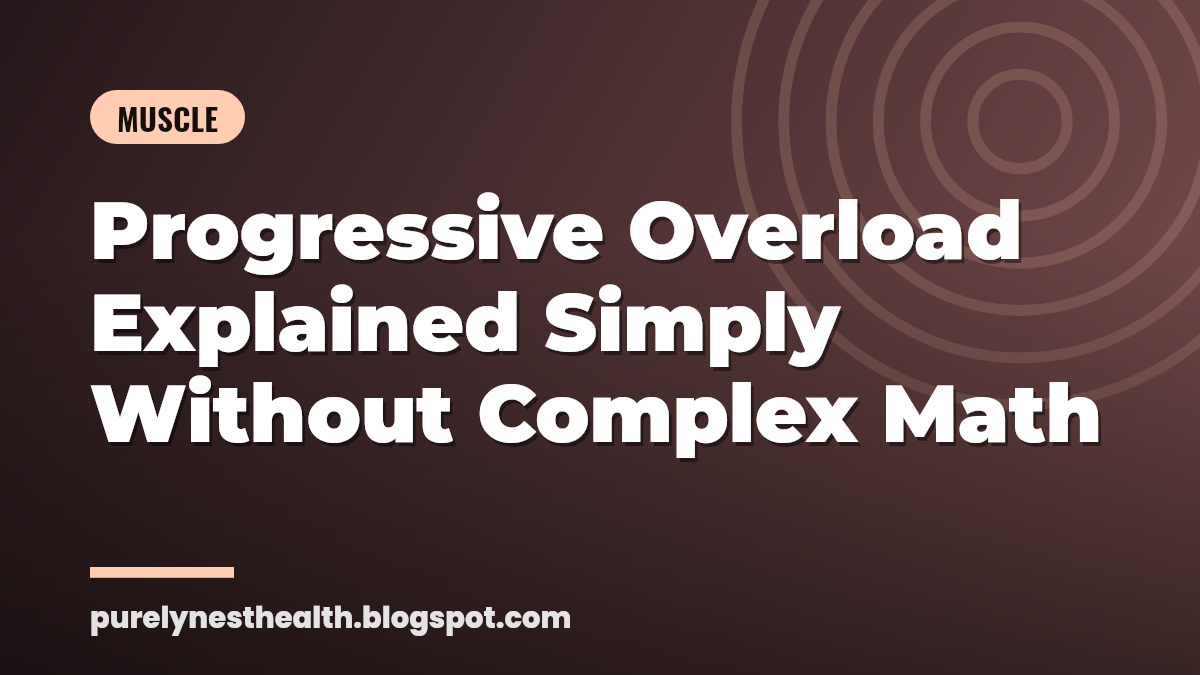 MUSCLE
Progressive Overload
Explained Simply
Without Complex Math
purelynesthealth.blogspot.com